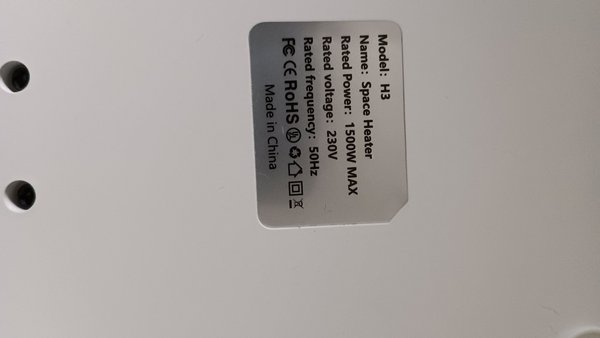 Model: H3
Name: Space Heater
Rated Power: 1500W MAX
Rated voltage: 230V
Rated frequency: 50Hz
FC CE RoHS UL
Made in China